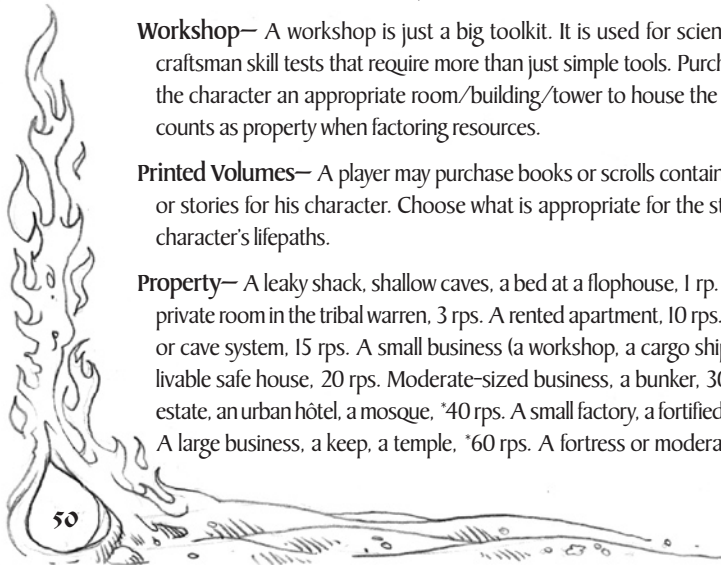 Workshop— A workshop is just a big toolkit. It is used for scien
craftsman skill tests that require more than just simple tools. Purch
the character an appropriate room/building/tower to house the
counts as property when factoring resources.
Printed Volumes— A player may purchase books or scrolls contain
or stories for his character. Choose what is appropriate for the st
character's lifepaths.
Property— A leaky shack, shallow caves, a bed at a flophouse, 1 rp.
private room in the tribal warren, 3 rps. A rented apartment, 10 rps.
or cave system, 15 rps. A small business (a workshop, a cargo ship
livable safe house, 20 rps. Moderate-sized business, a bunker, 30
estate, an urban hôtel, a mosque, *40 rps. A small factory, a fortified
A large business, a keep, a temple, *60 rps. A fortress or modera
50